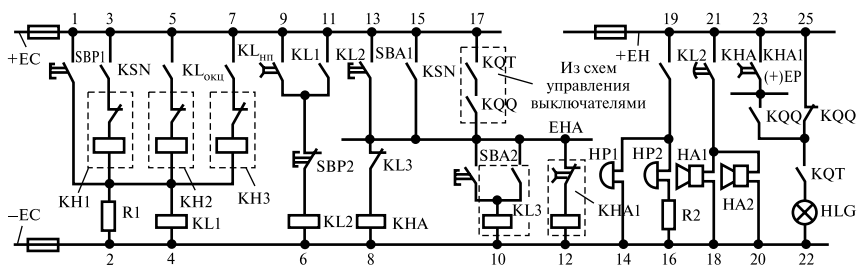 1 3 5 7 9 11 13 15 17 19 21 23 25
+EC
SBP1
KSN
KLокц
KLнп
KL1
KL2
SBA1
KSN
KQT
KQQ
Из схем
управления
выключателями
+EH
KL2
KHA
KHA1
(+)EP
KQQ
KQQ
EHA
SBP2
KL3
SBA2
HP1
HP2
HA1
KQT
KH1
KH2
KH3
R1
KL1
KL2
KHA
KL3
KHA1
R2
HA2
HLG
–EC
2 4 6 8 10 12 14 16 18 20 22